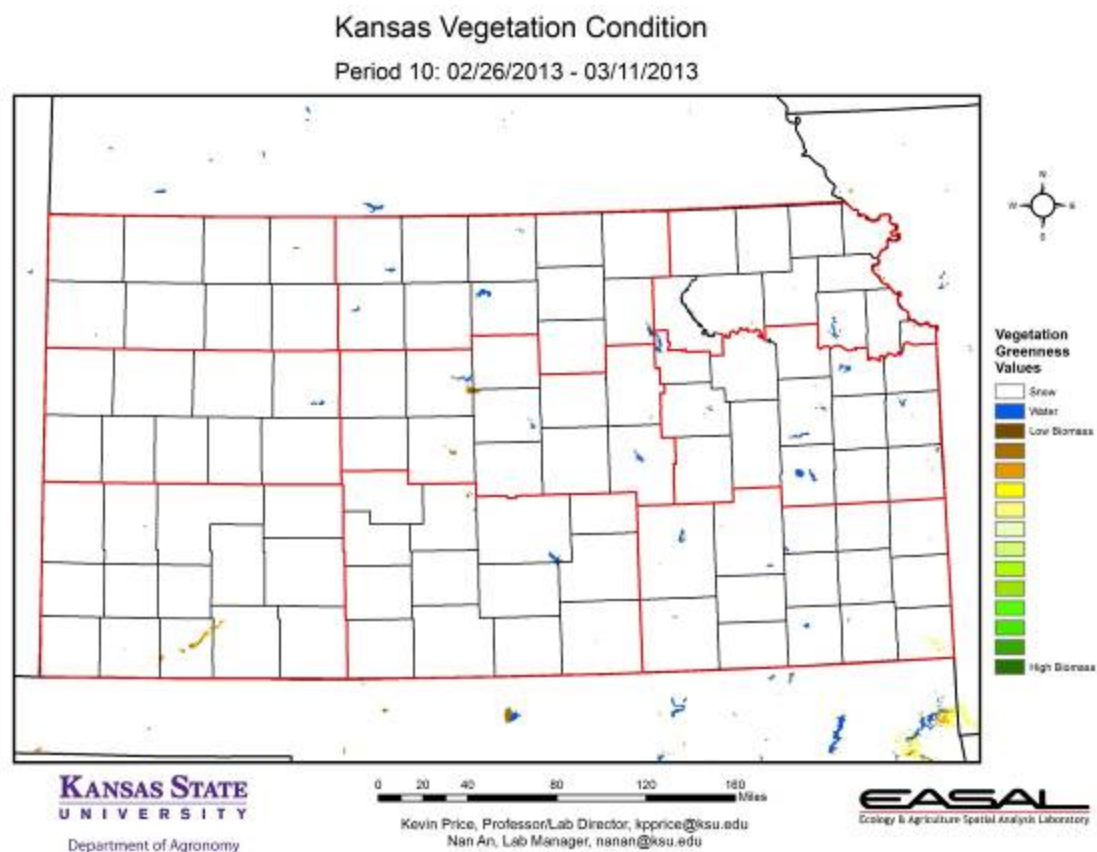 Kansas Vegetation Condition
Period 10: 02/26/2013 - 03/11/2013
N
W
E
S
Vegetation
Greenness
Values
Snow
Water
Low Biomass
High Biomass
KANSAS STATE
UNIVERSITY
Department of Agronomy
0 20 40 80 120 160
Miles
Kevin Price, Professor/Lab Director, kpprice@ksu.edu
Nan An, Lab Manager, nanan@ksu.edu
EASAL
Ecology & Agriculture Spatial Analysis Laboratory